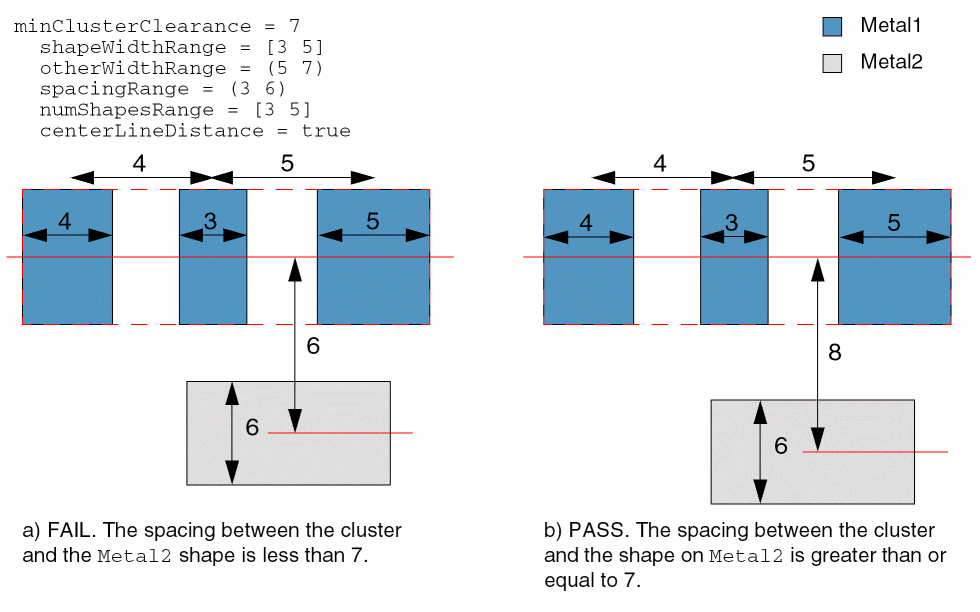 minClusterClearance = 7
shapeWidthRange = [3 5]
otherWidthRange = (5 7)
spacingRange = (3 6)
numShapesRange = [3 5]
centerLineDistance = true
Metal1
Metal2
4
5
4
3
5
6
6
4
5
4
3
5
8
6
a) FAIL. The spacing between the cluster
and the Metal2 shape is less than 7.
b) PASS. The spacing between the cluster
and the shape on Metal2 is greater than or
equal to 7.